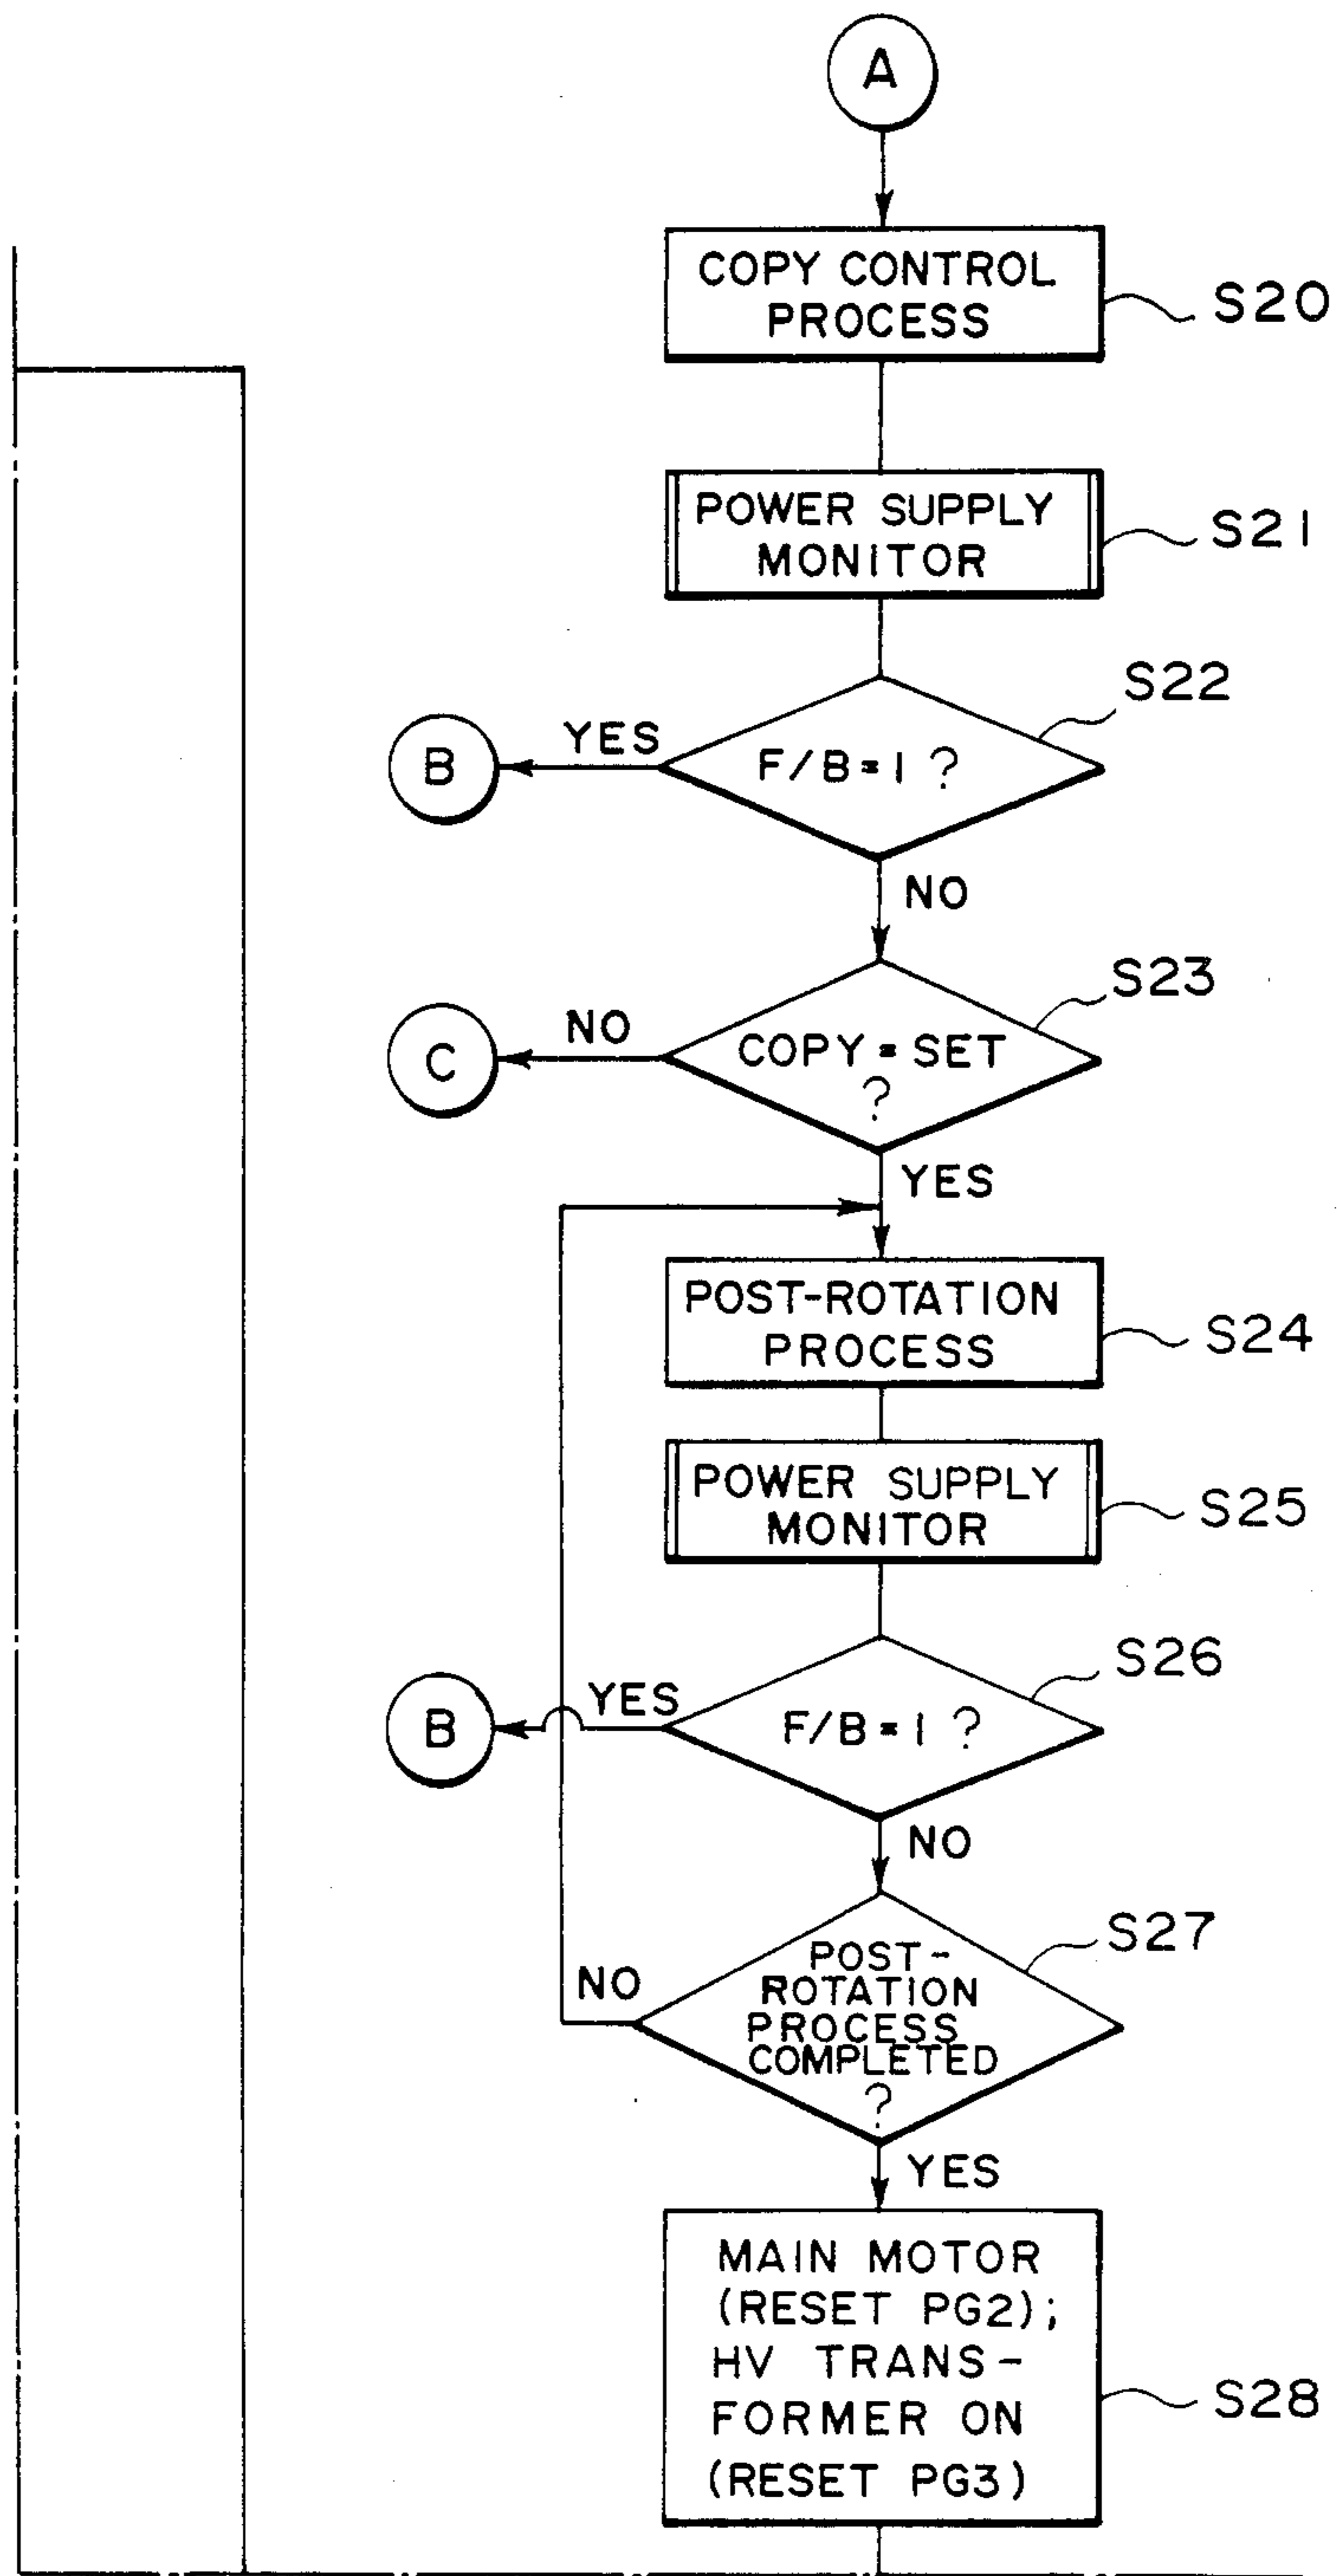 A
COPY CONTROL
PROCESS
S20
POWER SUPPLY
MONITOR
S21
S22
YES
B
F/B=1 ?
NO
S23
NO
C
COPY = SET
?
YES
POST-ROTATION
PROCESS
S24
POWER SUPPLY
MONITOR
S25
S26
YES
B
F/B=1 ?
NO
S27
NO
POST-
ROTATION
PROCESS
COMPLETED
?
YES
MAIN MOTOR
(RESET PG2);
HV TRANS-
FORMER ON
(RESET PG3)
S28